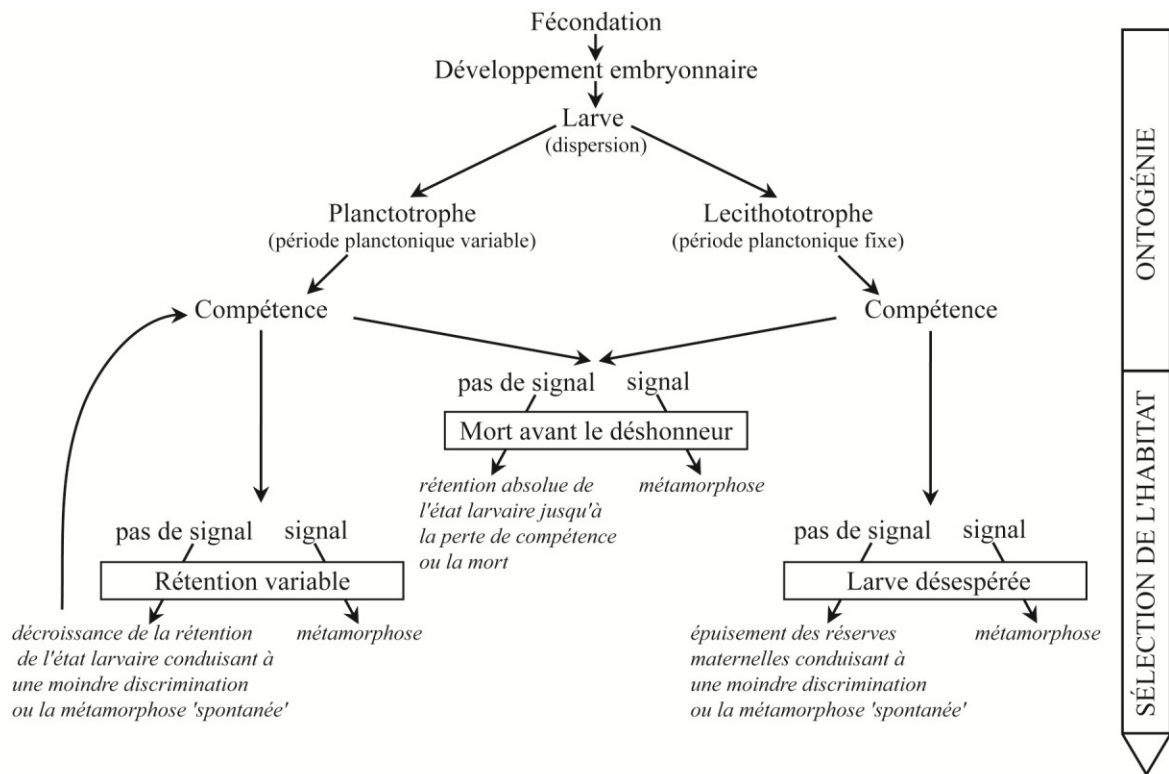 Fécondation
Développement embryonnaire
Larve
(dispersion)
Planctotrophe
(période planctonique variable)
Lecithototrophe
(période planctonique fixe)
Compétence
Compétence
pas de signal
signal
Mort avant le déshonneur
rétention absolue de
l'état larvaire jusqu'à
la perte de compétence
ou la mort
métamorphose
pas de signal
signal
Rétention variable
décroissance de la rétention
de l'état larvaire conduisant à
une moindre discrimination
ou la métamorphose 'spontanée'
métamorphose
pas de signal
signal
Larve désespérée
épuisement des réserves
maternelles conduisant à
une moindre discrimination
ou la métamorphose 'spontanée'
métamorphose
ONTOGÉNIE
SÉLECTION DE L'HABITAT